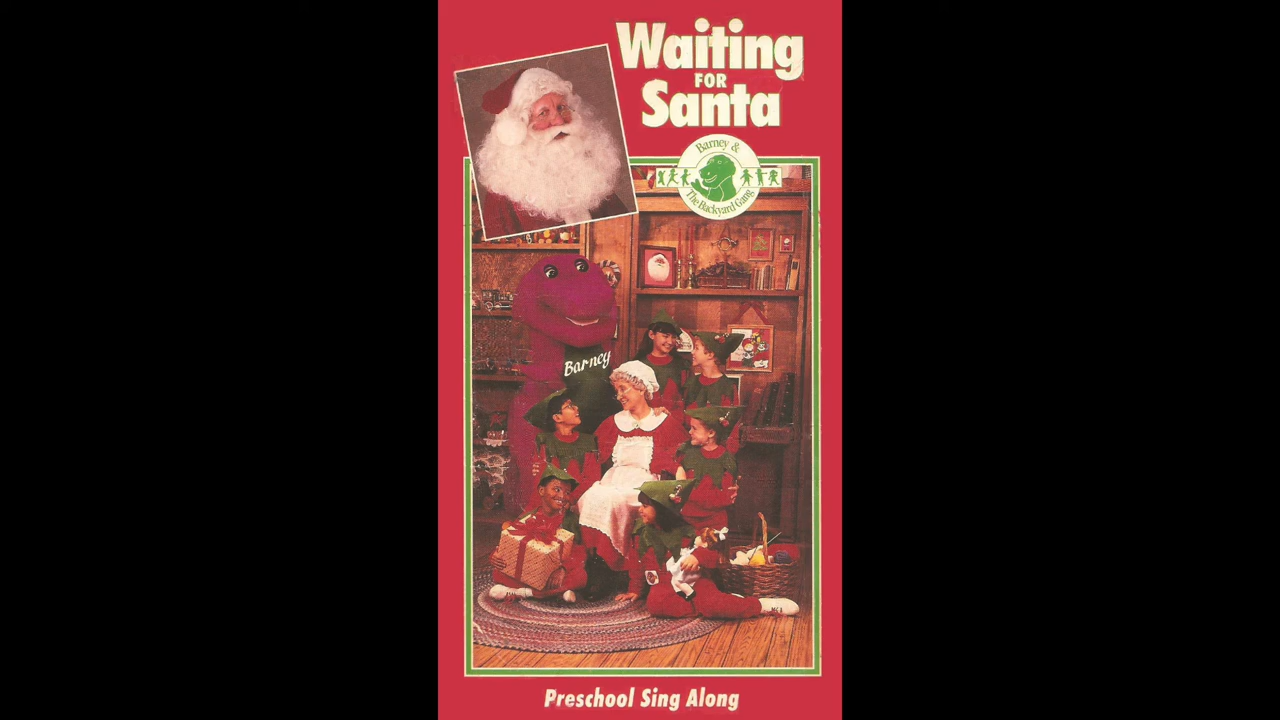 Waiting
FOR
Santa
Barney &
The Backyard Gang
Barney
Preschool Sing Along